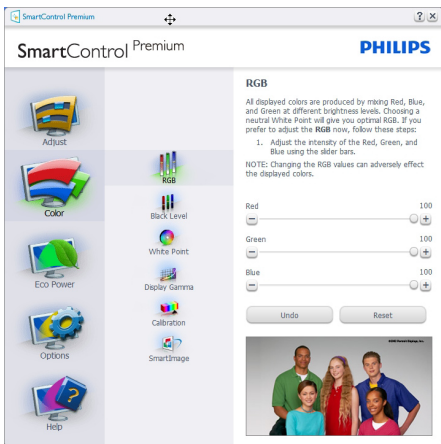 SmartControl Premium
SmartControl Premium
PHILIPS
Adjust
Color
Eco Power
Options
Help
RGB
Black Level
White Point
Display Gamma
Calibration
SmartImage
RGB
All displayed colors are produced by mixing Red, Blue,
and Green at different brightness levels. Choosing a
neutral White Point will give you optimal RGB. If you
prefer to adjust the RGB now, follow these steps:
1. Adjust the intensity of the Red, Green, and
Blue using the slider bars.
NOTE: Changing the RGB values can adversely effect
the displayed colors.
Red 100
Green 100
Blue 100
Undo Reset